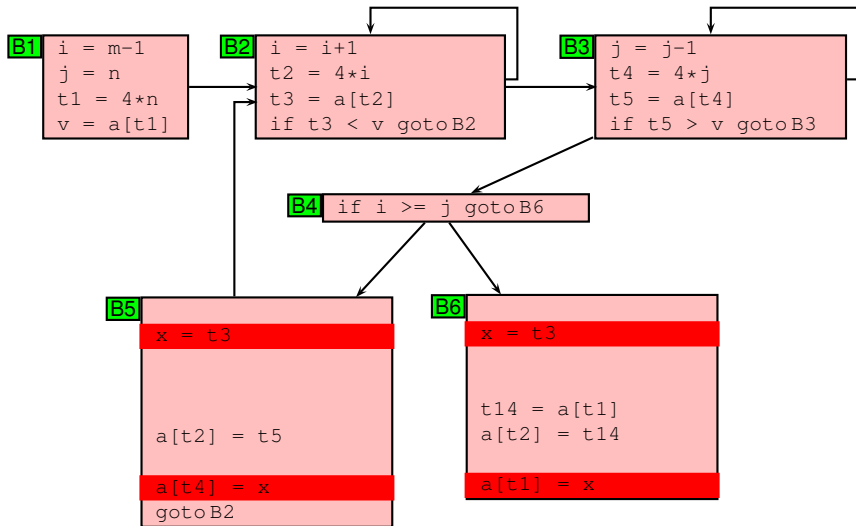 B1
i = m-1
j = n
t1 = 4*n
v = a[t1]
B2
i = i+1
t2 = 4*i
t3 = a[t2]
if t3 < v goto B2
B3
j = j-1
t4 = 4*j
t5 = a[t4]
if t5 > v goto B3
B4
if i >= j goto B6
B5
x = t3
a[t2] = t5
a[t4] = x
goto B2
B6
x = t3
t14 = a[t1]
a[t2] = t14
a[t1] = x